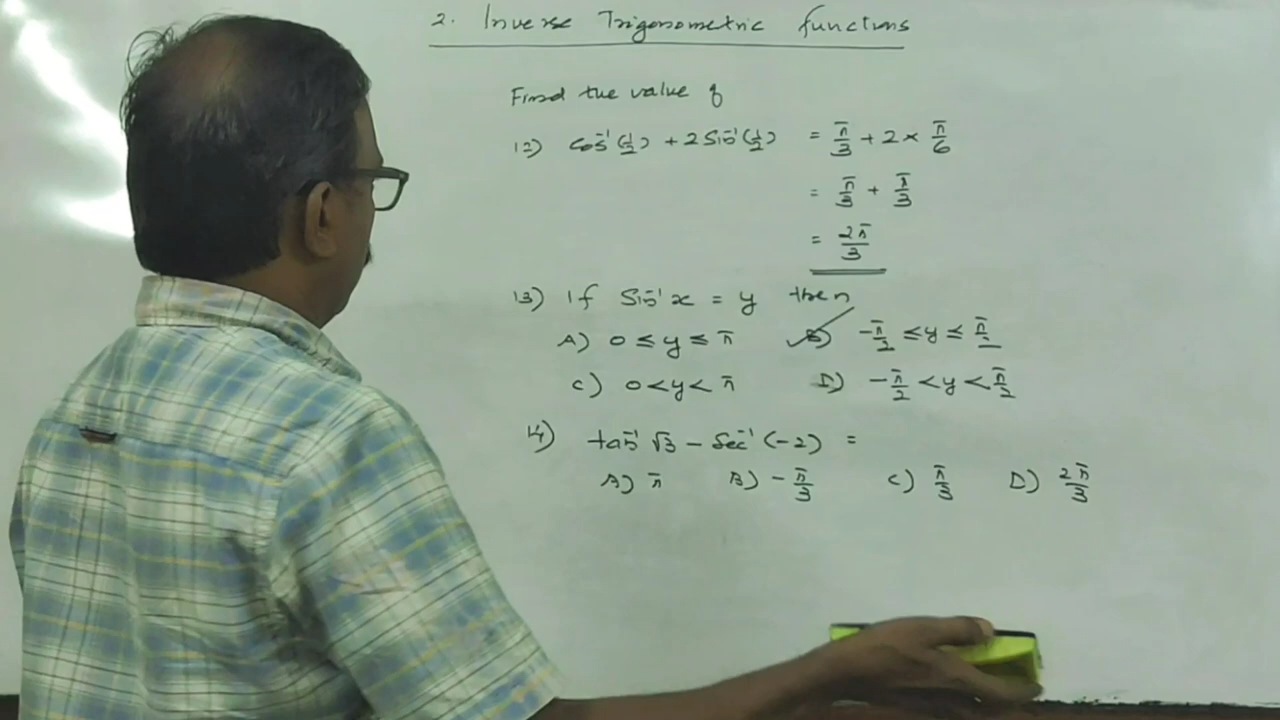 2. Inverse Trigonometric functions
Find the value of
12) Cos⁻¹(1/2) + 2 Sin⁻¹(1/2) = π/3 + 2 × π/6
= π/3 + π/3
= 2π/3
13) If Sin⁻¹x = y then
A) 0 ≤ y ≤ π B) -π/2 ≤ y ≤ π/2
C) 0 < y < π D) -π/2 < y < π/2
14) tan⁻¹√3 - Sec⁻¹(-2) =
A) π B) -π/3 C) π/3 D) 2π/3